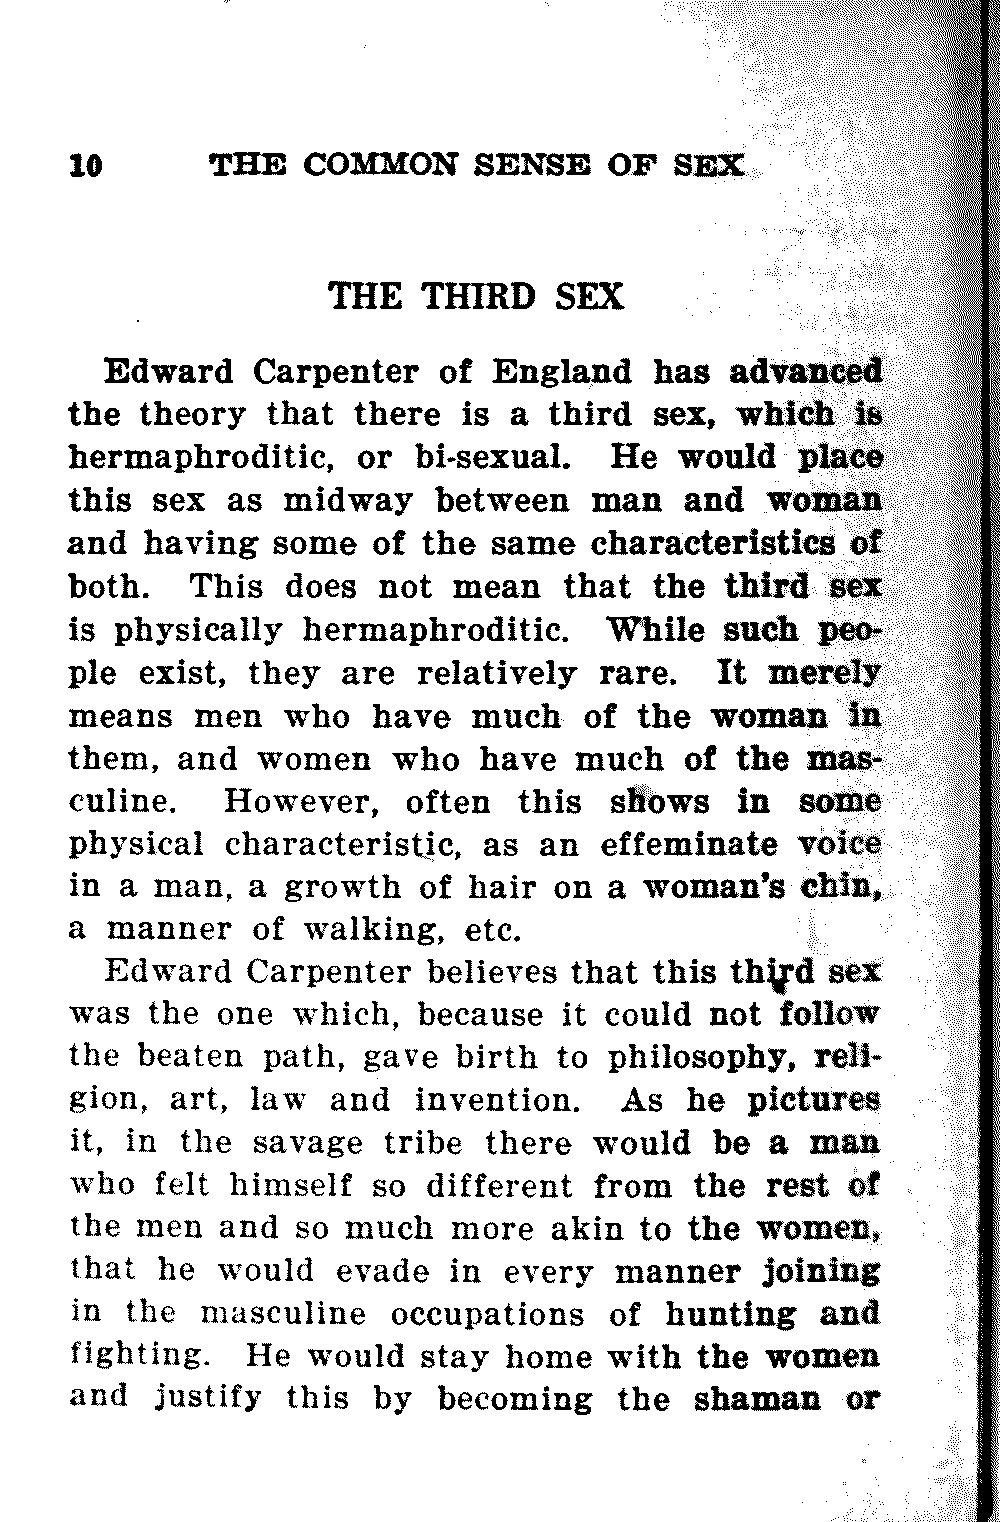 10 THE COMMON SENSE OF SEX
THE THIRD SEX
Edward Carpenter of England has advanced
the theory that there is a third sex, which is
hermaphroditic, or bi-sexual. He would place
this sex as midway between man and woman
and having some of the same characteristics of
both. This does not mean that the third sex
is physically hermaphroditic. While such peo-
ple exist, they are relatively rare. It merely
means men who have much of the woman in
them, and women who have much of the mas-
culine. However, often this shows in some
physical characteristic, as an effeminate voice
in a man, a growth of hair on a woman's chin,
a manner of walking, etc.
Edward Carpenter believes that this third sex
was the one which, because it could not follow
the beaten path, gave birth to philosophy, reli-
gion, art, law and invention. As he pictures
it, in the savage tribe there would be a man
who felt himself so different from the rest of
the men and so much more akin to the women,
that he would evade in every manner joining
in the masculine occupations of hunting and
fighting. He would stay home with the women
and justify this by becoming the shaman or